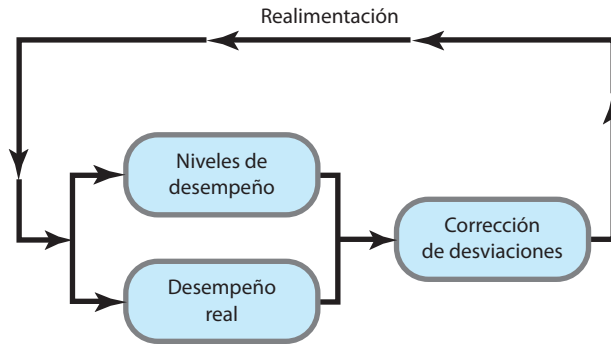 Realimentación
Niveles de
desempeño
Corrección
de desviaciones
Desempeño
real